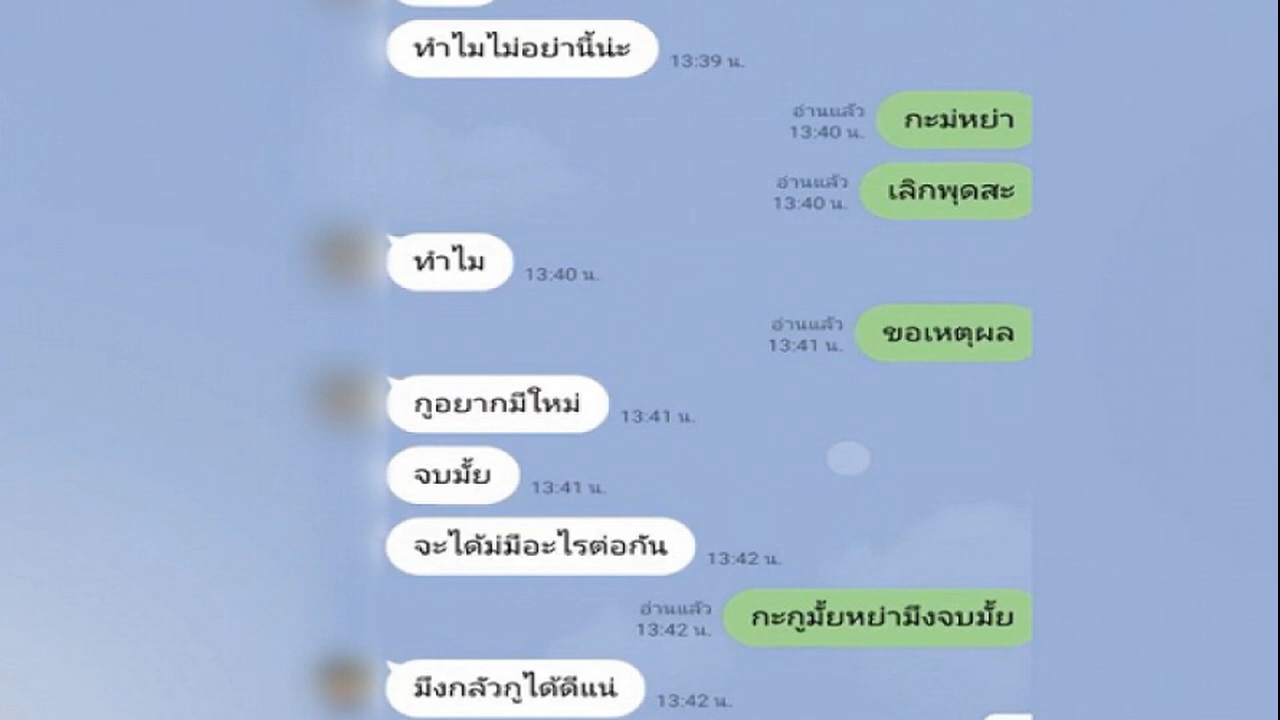 ทำไมไม่อย่านี้น่ะ
13:39 น.
อ่านแล้ว
13:40 น.
กะม่หย่า
อ่านแล้ว
13:40 น.
เลิกพุดสะ
ทำไม
13:40 น.
อ่านแล้ว
13:41 น.
ขอเหตุผล
กูอยากมีใหม่
13:41 น.
จบมั้ย
13:41 น.
จะได้ม่มีอะไรต่อกัน
13:42 น.
อ่านแล้ว
13:42 น.
กะกูมั้ยหย่ามึงจบมั้ย
มึงกลัวกูได้ดีแน่
13:42 น.